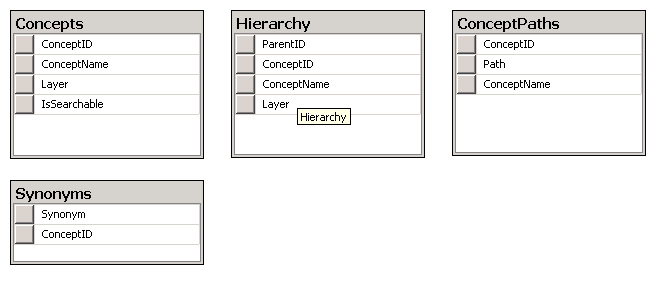 Concepts
ConceptID
ConceptName
Layer
IsSearchable
Hierarchy
ParentID
ConceptID
ConceptName
Layer
Hierarchy
ConceptPaths
ConceptID
Path
ConceptName
Synonyms
Synonym
ConceptID